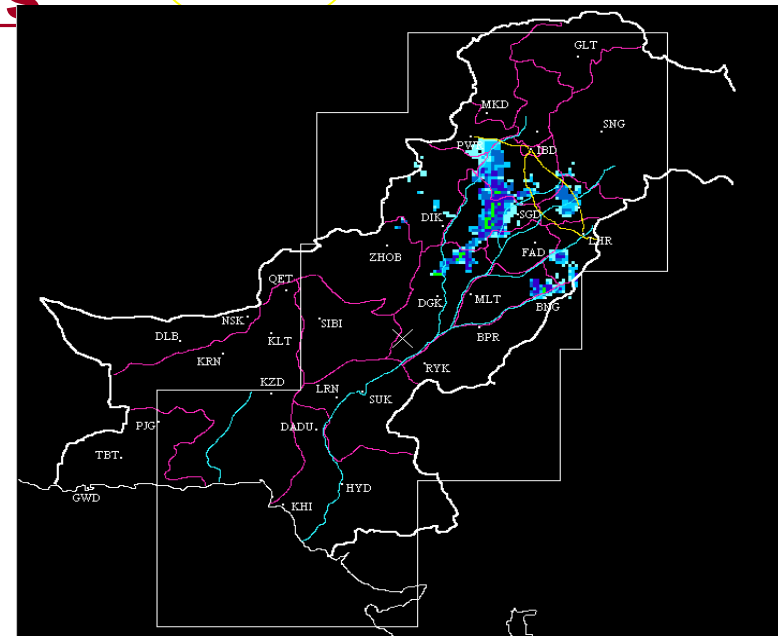 S
GLT
MKD
SNG
PW
IBD
DIK
SGD
LHR
FAD
ZHOB
QET
DGK
MLT
BNG
NSK
SIBI
DLB
KLT
BPR
KRN
RYK
KZD
LRN
SUK
PJG
DADU
TBT
HYD
GWD
KHI